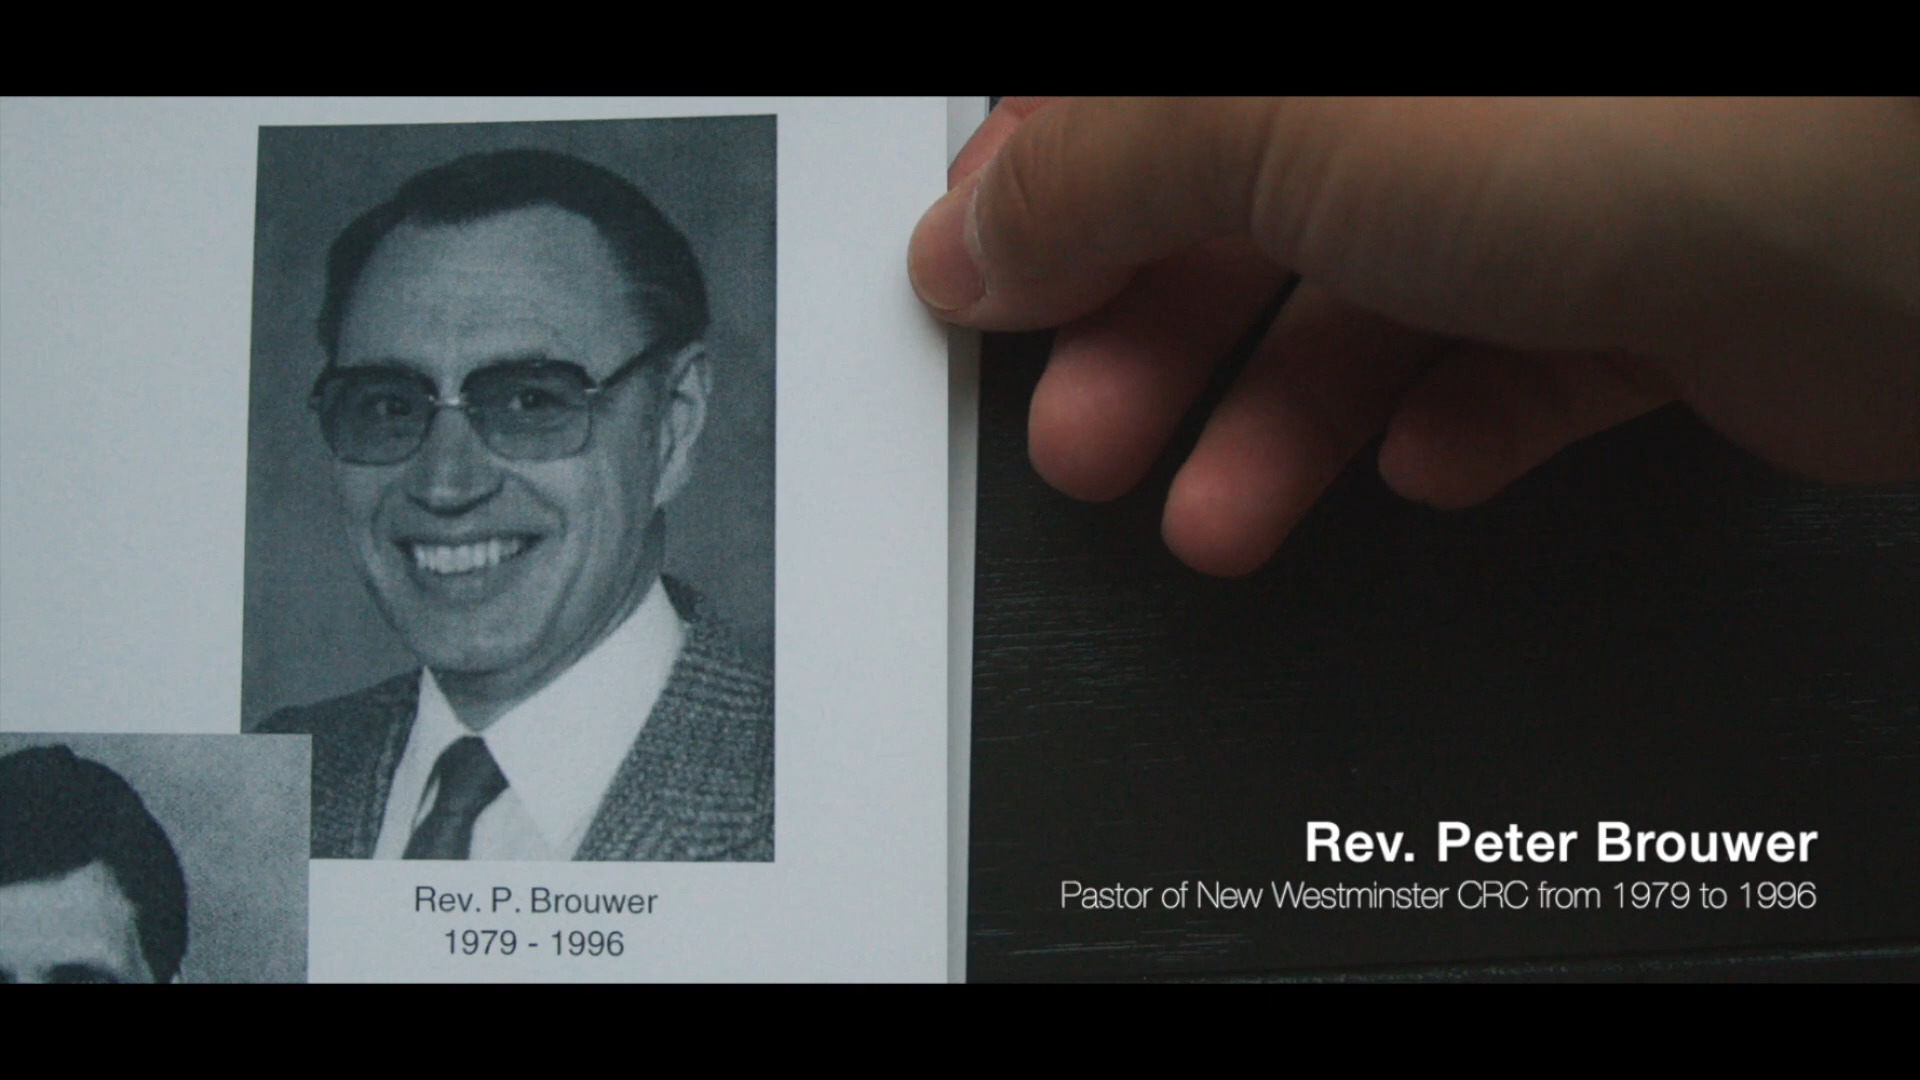 Rev. P. Brouwer
1979 - 1996
Rev. Peter Brouwer
Pastor of New Westminster CRC from 1979 to 1996